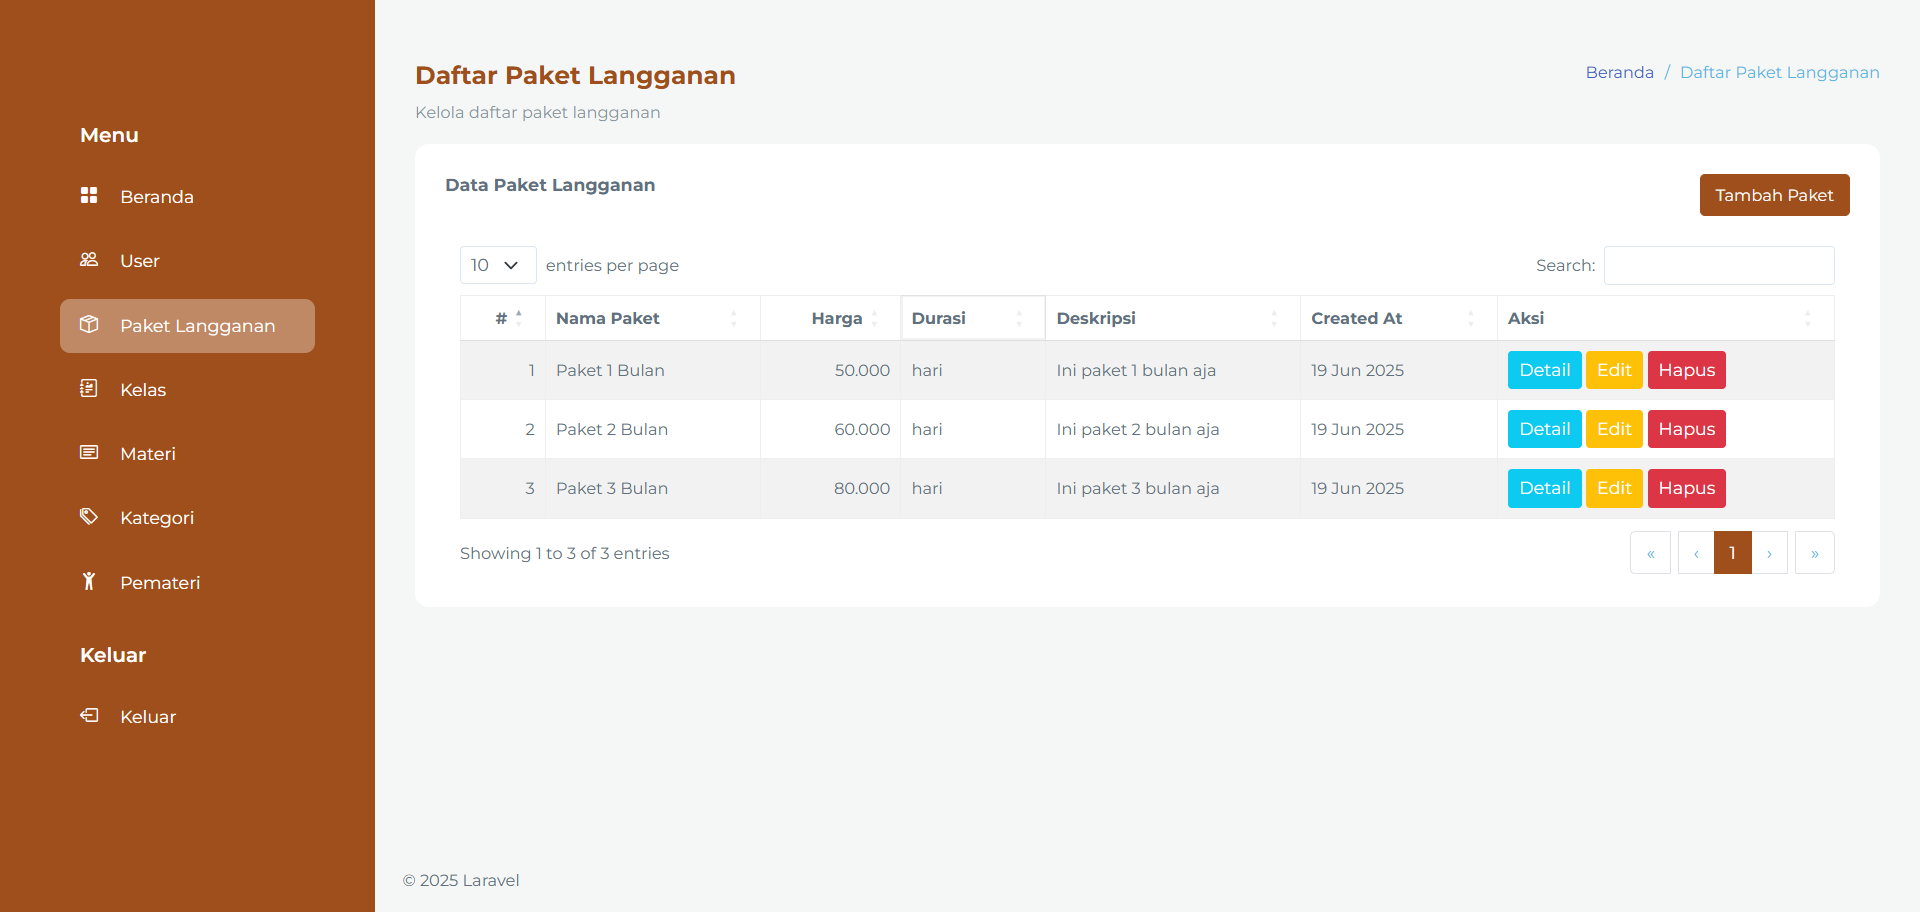 Menu
Beranda
User
Paket Langganan
Kelas
Materi
Kategori
Pemateri
Keluar
Keluar
Daftar Paket Langganan
Kelola daftar paket langganan
Beranda / Daftar Paket Langganan
Data Paket Langganan
Tambah Paket
10 entries per page
Search:
# Nama Paket Harga Durasi Deskripsi Created At Aksi
1 Paket 1 Bulan 50.000 hari Ini paket 1 bulan aja 19 Jun 2025 Detail Edit Hapus
2 Paket 2 Bulan 60.000 hari Ini paket 2 bulan aja 19 Jun 2025 Detail Edit Hapus
3 Paket 3 Bulan 80.000 hari Ini paket 3 bulan aja 19 Jun 2025 Detail Edit Hapus
Showing 1 to 3 of 3 entries
« ‹ 1 › »
© 2025 Laravel